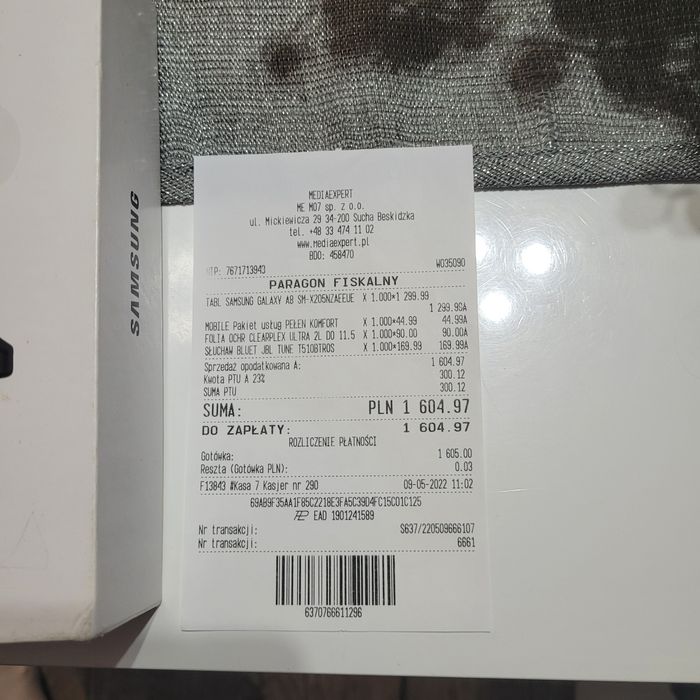 SAMSUNG
MEDIAEXPERT
ME M07 sp. z o.o.
ul. Mickiewicza 29 34-200 Sucha Beskidzka
tel. +48 33 474 11 02
www.mediaexpert.pl
BDO: 458470
NIP: 7671713940 W035090
PARAGON FISKALNY
TABL SAMSUNG GALAXY A8 SM-X205NZAEEUE X 1.000*1 299.99
1 299.99A
MOBILE Pakiet usług PEŁEN KOMFORT X 1.000*44.99 44.99A
FOLIA OCHR CLEARPLEX ULTRA 2L DO 11.5 X 1.000*90.00 90.00A
SŁUCHAW BLUET JBL TUNE T510BTROS X 1.000*169.99 169.99A
Sprzedaż opodatkowana A: 1 604.97
Kwota PTU A 23% 300.12
SUMA PTU 300.12
SUMA: PLN 1 604.97
DO ZAPŁATY: 1 604.97
ROZLICZENIE PŁATNOŚCI
Gotówka: 1 605.00
Reszta (Gotówka PLN): 0.03
F13843 #Kasa 7 Kasjer nr 290 09-05-2022 11:02
69AB9F35AA1F85C2218E3FA5C39D4FC15C01C125
EAD 1901241589
Nr transakcji: S637/220509666107
Nr transakcji: 6661
6370766611296